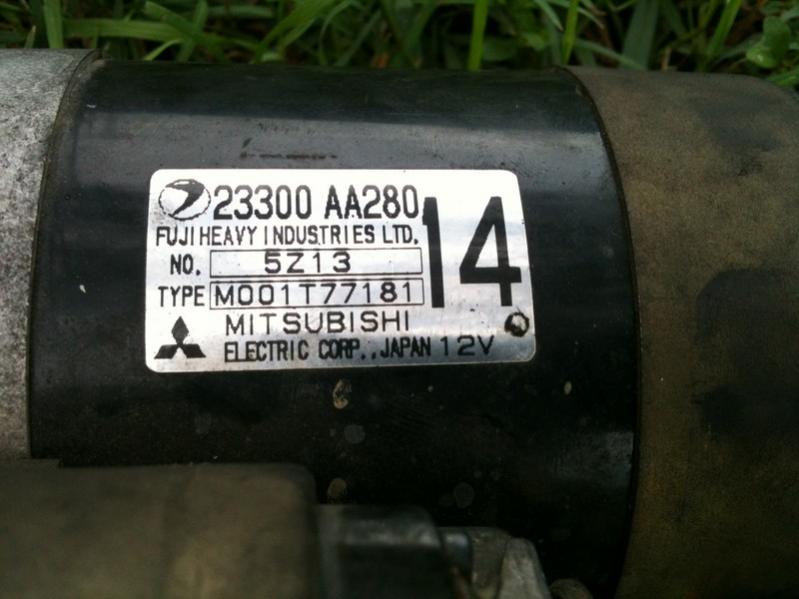 23300 AA280
14
FUJI HEAVY INDUSTRIES LTD.
NO. 5Z13
TYPE M001T77181
MITSUBISHI
ELECTRIC CORP., JAPAN 12V